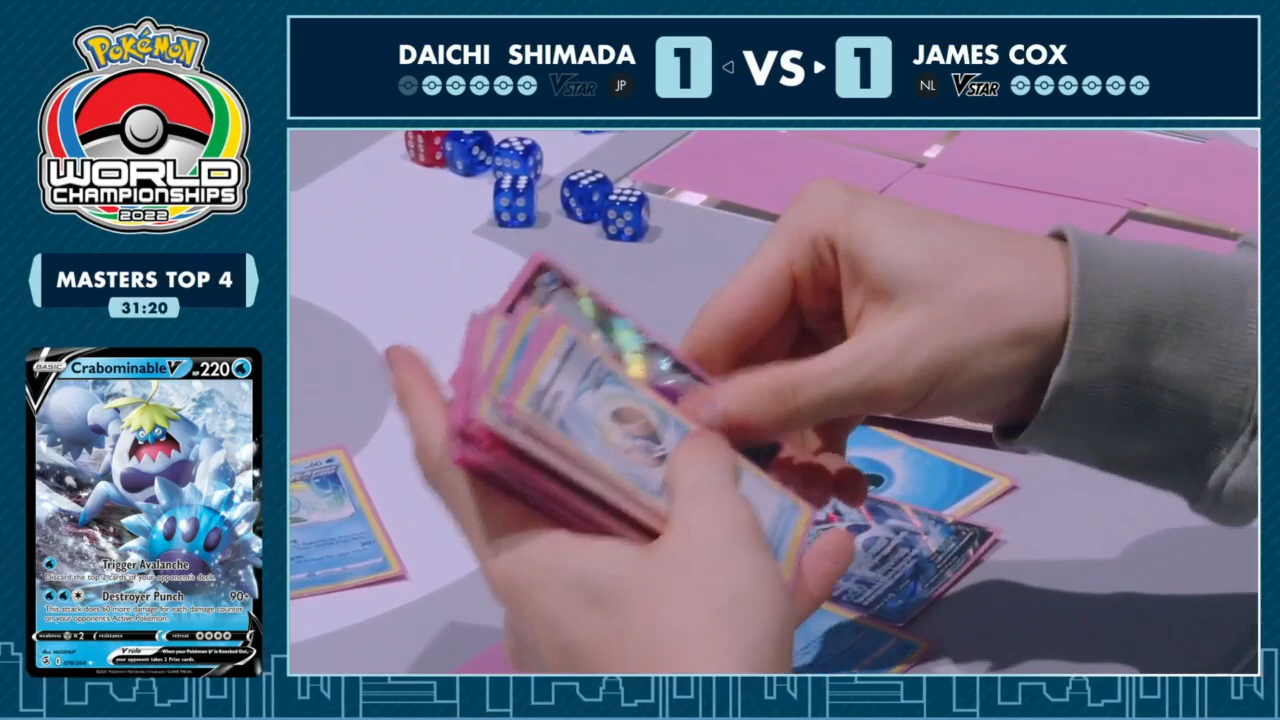 POKÉMON
WORLD
CHAMPIONSHIPS
2022
DAICHI SHIMADA
VSTAR
JP
1
VS
1
JAMES COX
NL
VSTAR
MASTERS TOP 4
31:20
BASIC
Crabominable V HP 220
Trigger Avalanche
Discard the top 2 cards of your opponent's deck.
Destroyer Punch 90+
This attack does 60 more damage for each damage counter
on your opponent's Active Pokémon.
weakness ×2 resistance retreat
V rule When your Pokémon V is Knocked Out,
your opponent takes 2 Prize cards.